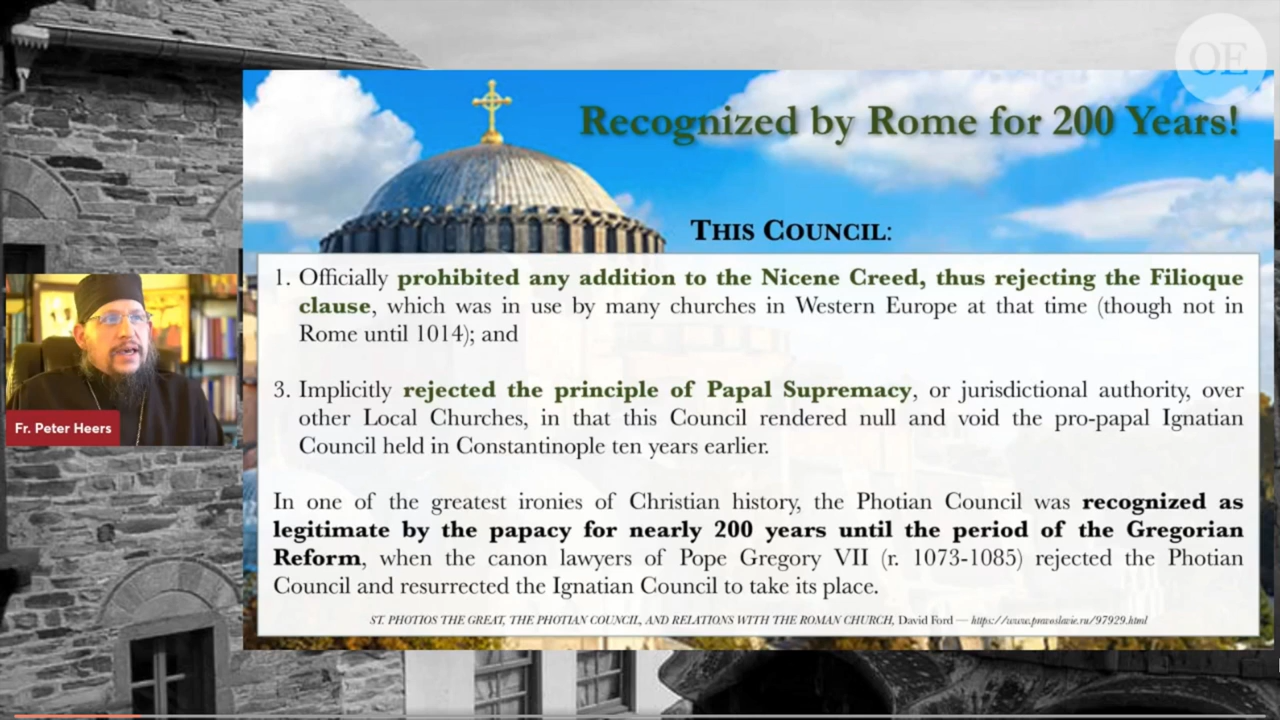 OE
Recognized by Rome for 200 Years!
THIS COUNCIL:
1. Officially prohibited any addition to the Nicene Creed, thus rejecting the Filioque
clause, which was in use by many churches in Western Europe at that time (though not in
Rome until 1014); and
3. Implicitly rejected the principle of Papal Supremacy, or jurisdictional authority, over
other Local Churches, in that this Council rendered null and void the pro-papal Ignatian
Council held in Constantinople ten years earlier.
In one of the greatest ironies of Christian history, the Photian Council was recognized as
legitimate by the papacy for nearly 200 years until the period of the Gregorian
Reform, when the canon lawyers of Pope Gregory VII (r. 1073-1085) rejected the Photian
Council and resurrected the Ignatian Council to take its place.
ST. PHOTIOS THE GREAT, THE PHOTIAN COUNCIL, AND RELATIONS WITH THE ROMAN CHURCH, David Ford — https://www.pravoslavie.ru/97929.html
Fr. Peter Heers